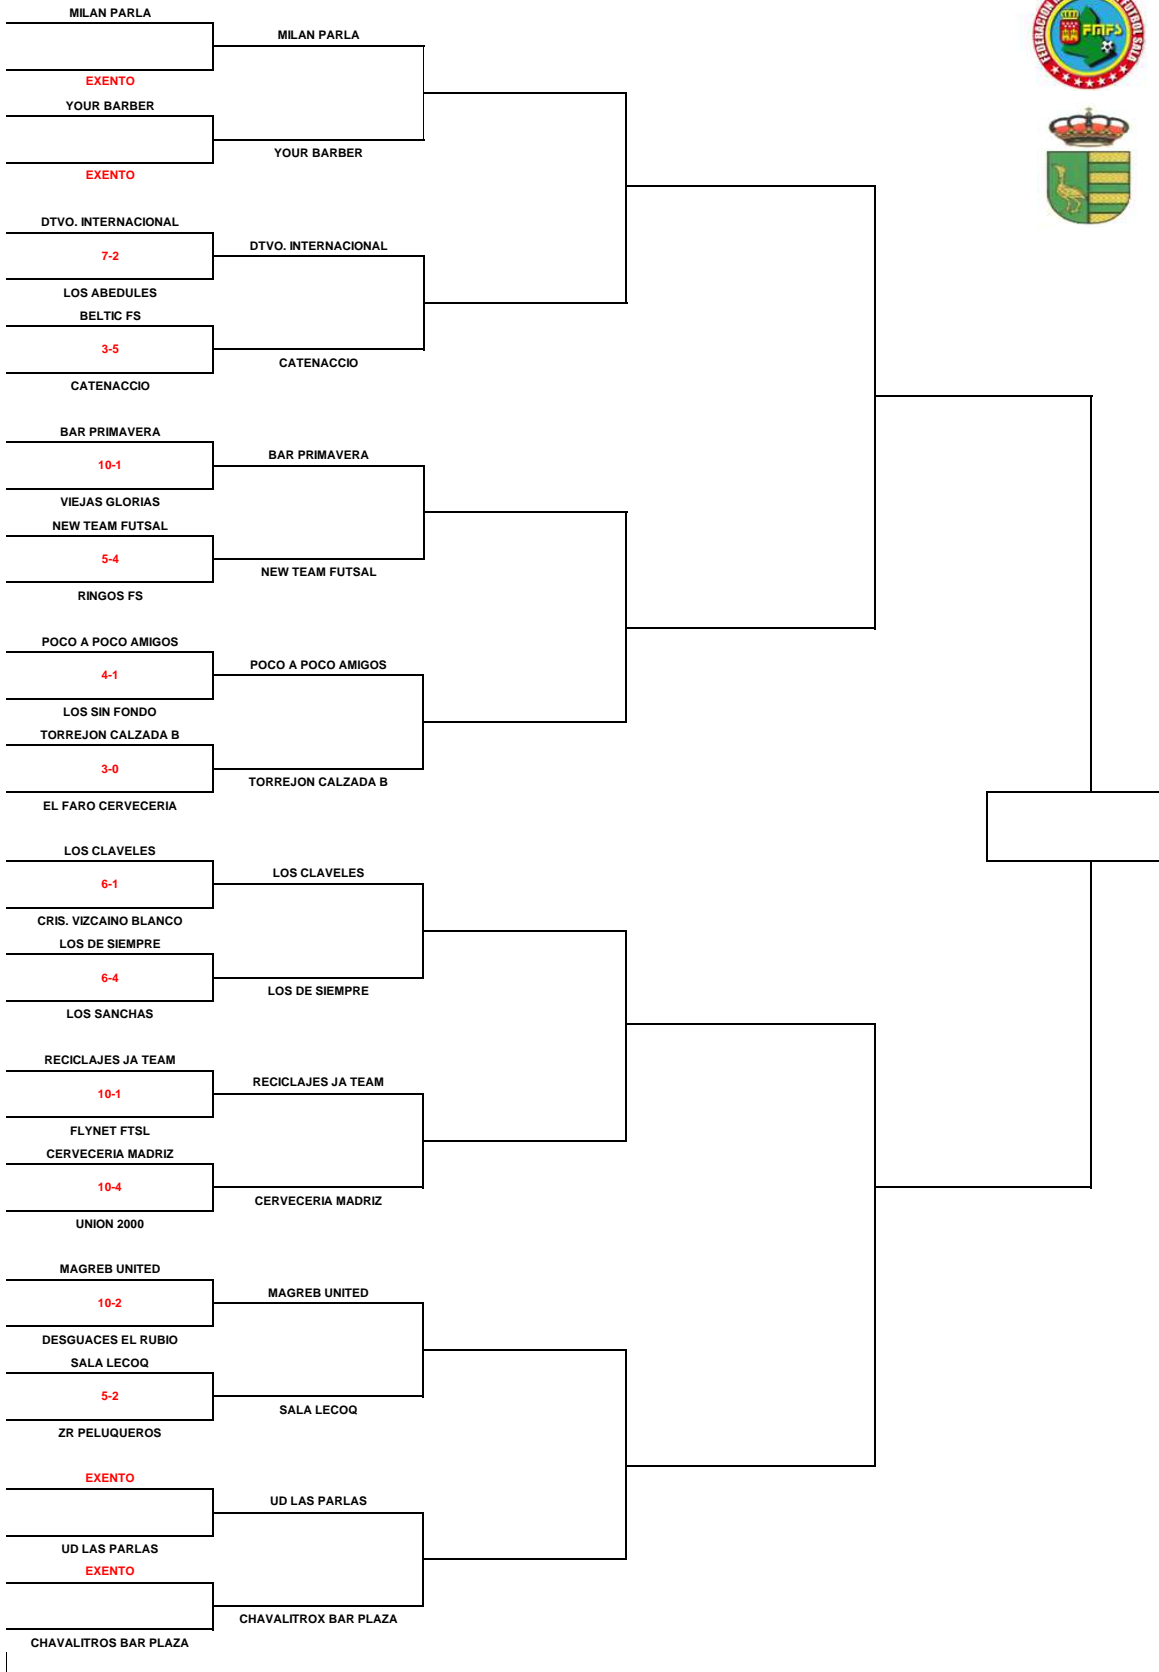 MILAN PARLA
MILAN PARLA
EXENTO
YOUR BARBER
YOUR BARBER
EXENTO
DTVO. INTERNACIONAL
DTVO. INTERNACIONAL
7-2
LOS ABEDULES
BELTIC FS
3-5
CATENACCIO
CATENACCIO
BAR PRIMAVERA
BAR PRIMAVERA
10-1
VIEJAS GLORIAS
NEW TEAM FUTSAL
5-4
NEW TEAM FUTSAL
RINGOS FS
POCO A POCO AMIGOS
POCO A POCO AMIGOS
4-1
LOS SIN FONDO
TORREJON CALZADA B
3-0
TORREJON CALZADA B
EL FARO CERVECERIA
LOS CLAVELES
LOS CLAVELES
6-1
CRIS. VIZCAINO BLANCO
LOS DE SIEMPRE
6-4
LOS DE SIEMPRE
LOS SANCHAS
RECICLAJES JA TEAM
RECICLAJES JA TEAM
10-1
FLYNET FTSL
CERVECERIA MADRIZ
10-4
CERVECERIA MADRIZ
UNION 2000
MAGREB UNITED
MAGREB UNITED
10-2
DESGUACES EL RUBIO
SALA LECOQ
5-2
SALA LECOQ
ZR PELUQUEROS
EXENTO
UD LAS PARLAS
UD LAS PARLAS
EXENTO
CHAVALITROX BAR PLAZA
CHAVALITROS BAR PLAZA
FMFS
FEDERACION
FUTBOL SALA